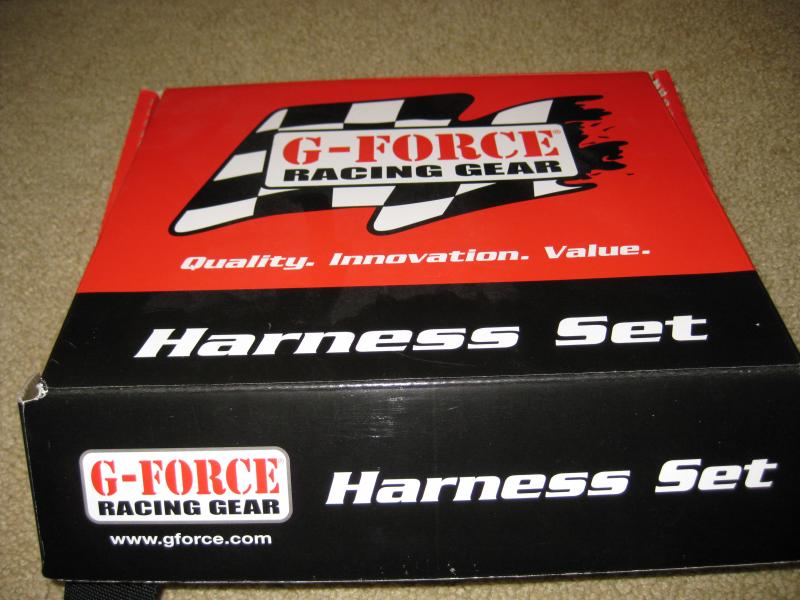 G-FORCE®
RACING GEAR
Quality. Innovation. Value.
Harness Set
G-FORCE
RACING GEAR
www.gforce.com
Harness Set